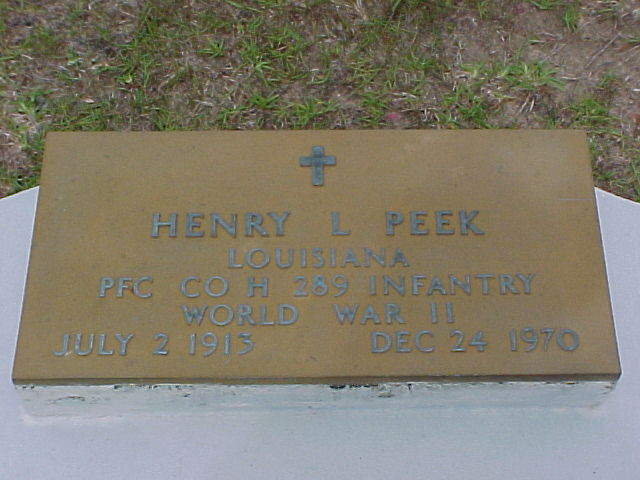 HENRY L PEEK
LOUISIANA
PFC CO H 289 INFANTRY
WORLD WAR II
JULY 2 1913 DEC 24 1970